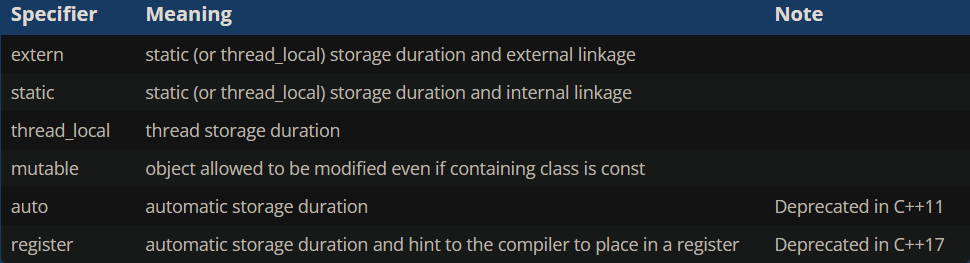 Specifier Meaning Note
extern static (or thread_local) storage duration and external linkage
static static (or thread_local) storage duration and internal linkage
thread_local thread storage duration
mutable object allowed to be modified even if containing class is const
auto automatic storage duration Deprecated in C++11
register automatic storage duration and hint to the compiler to place in a register Deprecated in C++17